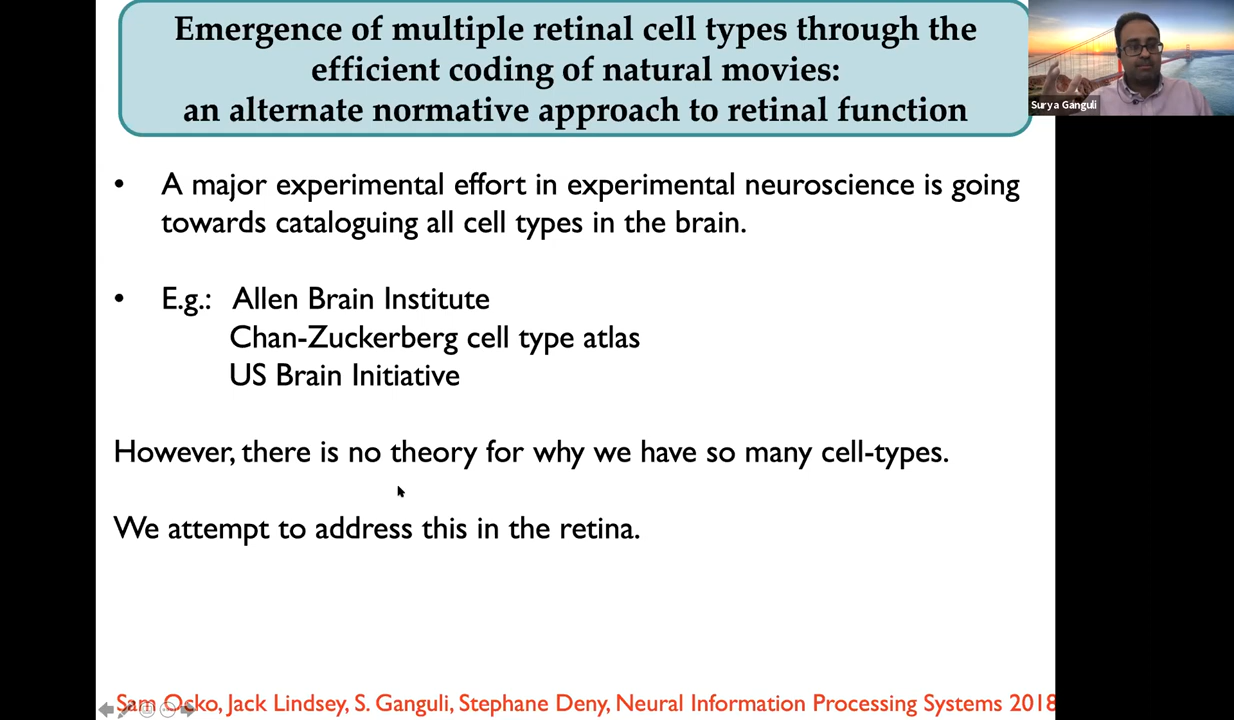 Emergence of multiple retinal cell types through the
efficient coding of natural movies:
an alternate normative approach to retinal function
Surya Ganguli
• A major experimental effort in experimental neuroscience is going
towards cataloguing all cell types in the brain.
• E.g.: Allen Brain Institute
Chan-Zuckerberg cell type atlas
US Brain Initiative
However, there is no theory for why we have so many cell-types.
We attempt to address this in the retina.
Sam Ocko, Jack Lindsey, S. Ganguli, Stephane Deny, Neural Information Processing Systems 2018